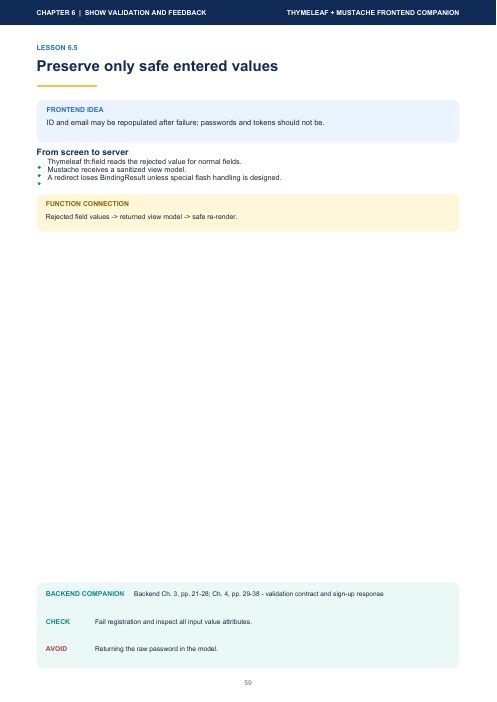 CHAPTER 6 | SHOW VALIDATION AND FEEDBACK
THYMELEAF + MUSTACHE FRONTEND COMPANION
LESSON 6.5
Preserve only safe entered values
FRONTEND IDEA
ID and email may be repopulated after failure; passwords and tokens should not be.
From screen to server
Thymeleaf th:field reads the rejected value for normal fields.
Mustache receives a sanitized view model.
A redirect loses BindingResult unless special flash handling is designed.
FUNCTION CONNECTION
Rejected field values -> returned view model -> safe re-render.
BACKEND COMPANION Backend Ch. 3, pp. 21-28; Ch. 4, pp. 29-38 - validation contract and sign-up response
CHECK Fail registration and inspect all input value attributes.
AVOID Returning the raw password in the model.
59